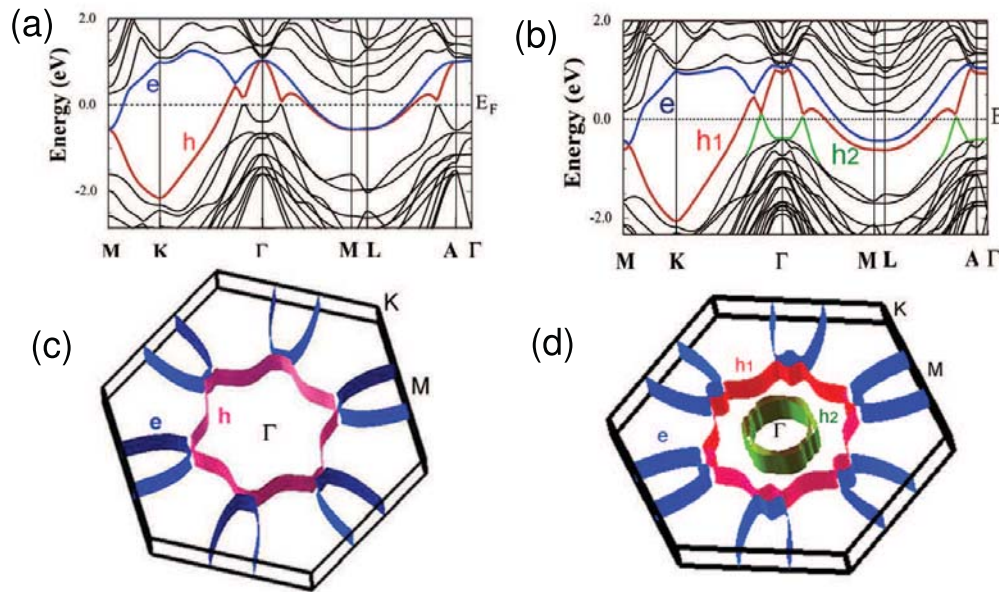 (a)
Energy (eV)
2.0
0.0
-2.0
e
h
E_F
M K Γ M L A Γ
(b)
Energy (eV)
2.0
0.0
-2.0
e
h1
h2
E
M K Γ M L A Γ
(c)
K
M
e
h
Γ
(d)
K
M
h1
e
h2
Γ